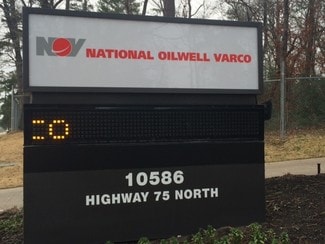 NOV NATIONAL OILWELL VARCO
10586
HIGHWAY 75 NORTH